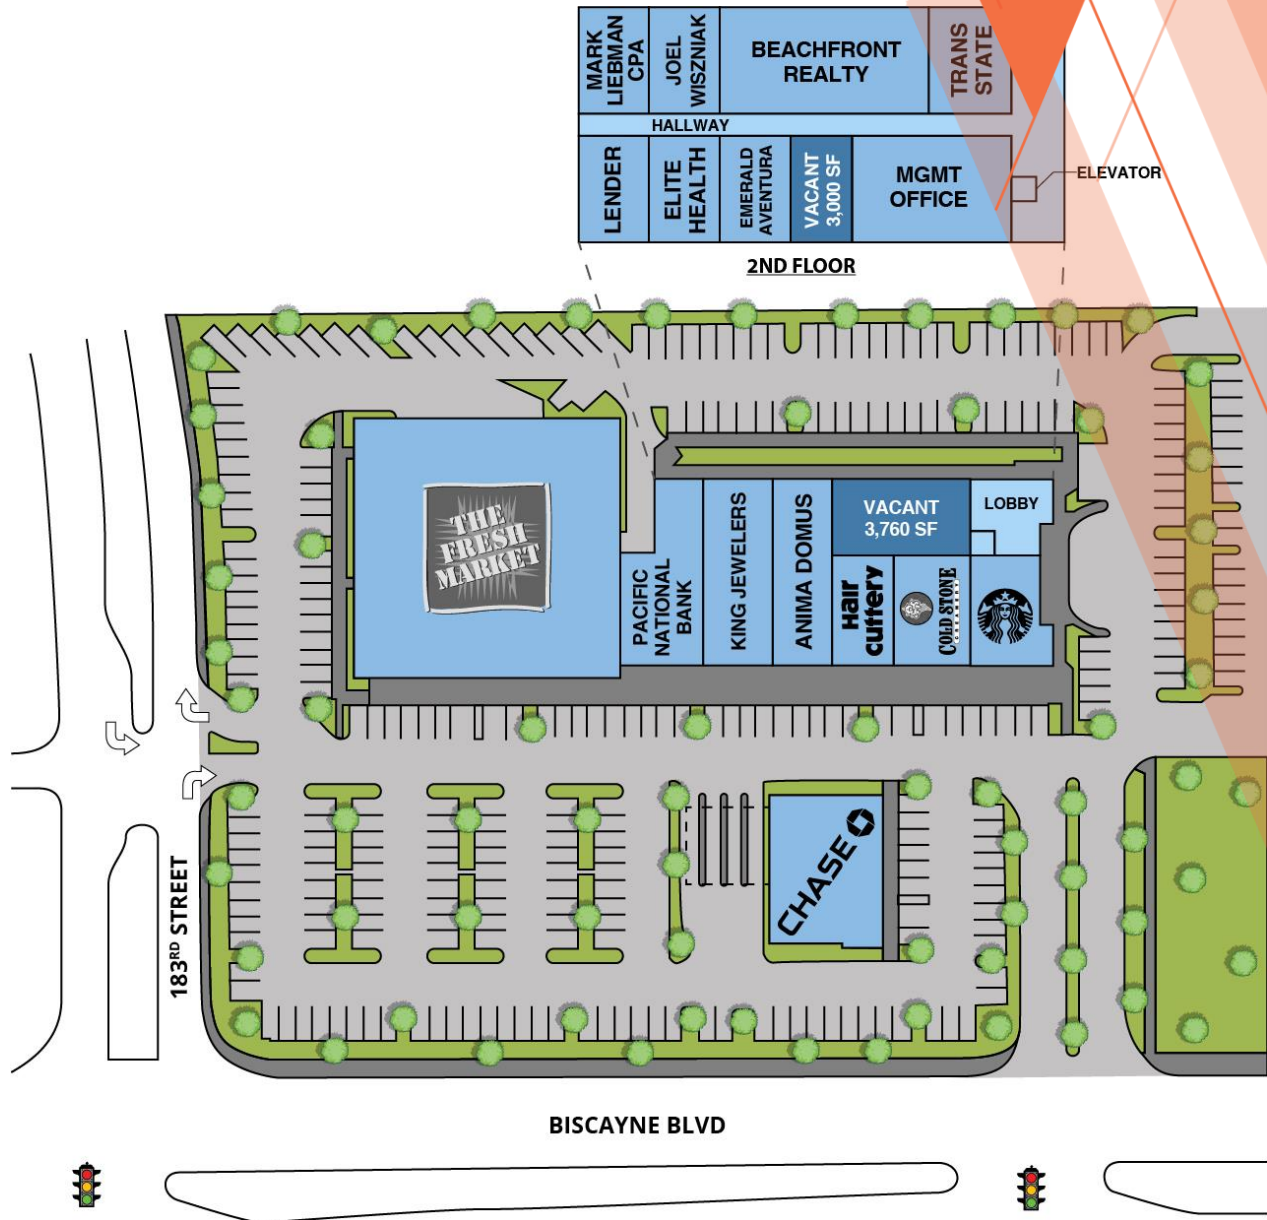 MARK
LIEBMAN
CPA
JOEL
WISZNIAK
BEACHFRONT
REALTY
TRANS
STATE
HALLWAY
LENDER
ELITE
HEALTH
EMERALD
AVENTURA
VACANT
3,000 SF
MGMT
OFFICE
ELEVATOR
2ND FLOOR
THE
FRESH
MARKET
PACIFIC
NATIONAL
BANK
KING JEWELERS
ANIMA DOMUS
VACANT
3,760 SF
LOBBY
Hair
Cuttery
COLD STONE
CREAMERY
CHASE
183RD STREET
BISCAYNE BLVD